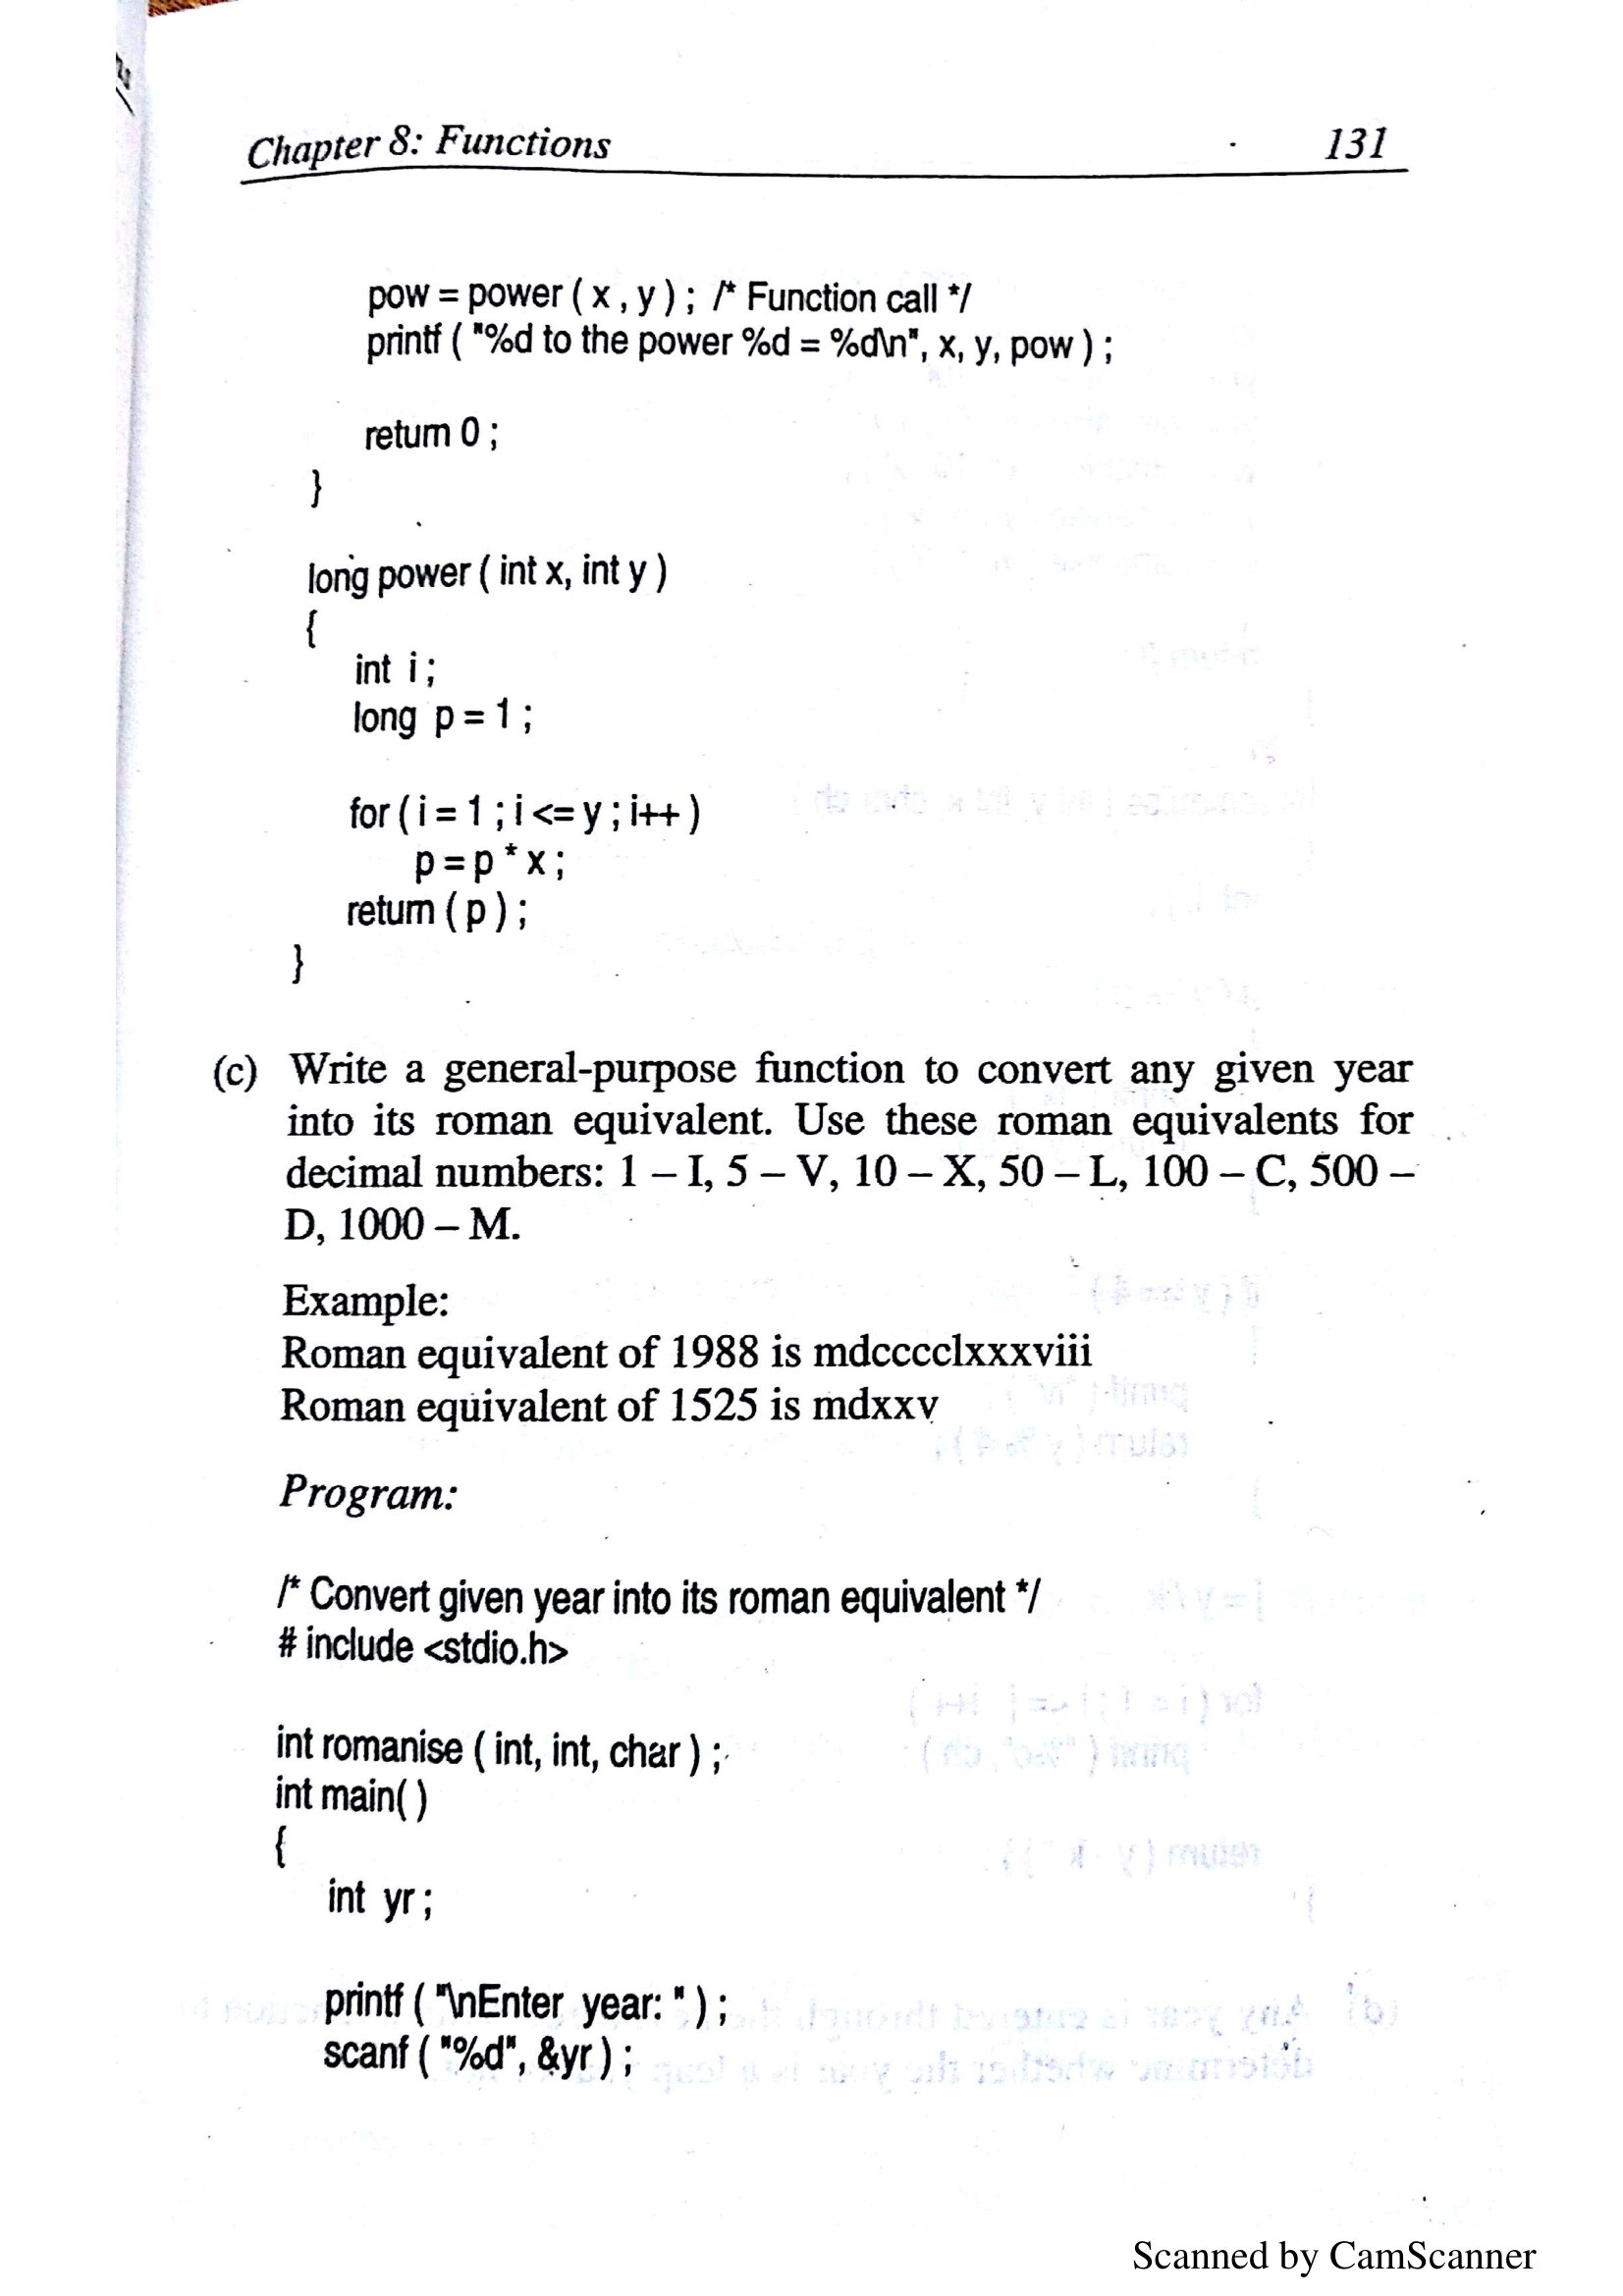 Chapter 8: Functions 131
pow = power ( x , y ) ; /* Function call */
printf ( "%d to the power %d = %d\n", x, y, pow ) ;
return 0 ;
}
long power ( int x, int y )
{
int i ;
long p = 1 ;
for ( i = 1 ; i <= y ; i++ )
p = p * x ;
return ( p ) ;
}
(c) Write a general-purpose function to convert any given year
into its roman equivalent. Use these roman equivalents for
decimal numbers: 1 – I, 5 – V, 10 – X, 50 – L, 100 – C, 500 –
D, 1000 – M.
Example:
Roman equivalent of 1988 is mdcccclxxxviii
Roman equivalent of 1525 is mdxxv
Program:
/* Convert given year into its roman equivalent */
# include <stdio.h>
int romanise ( int, int, char ) ;
int main( )
{
int yr ;
printf ( "\nEnter year: " ) ;
scanf ( "%d", &yr ) ;
Scanned by CamScanner